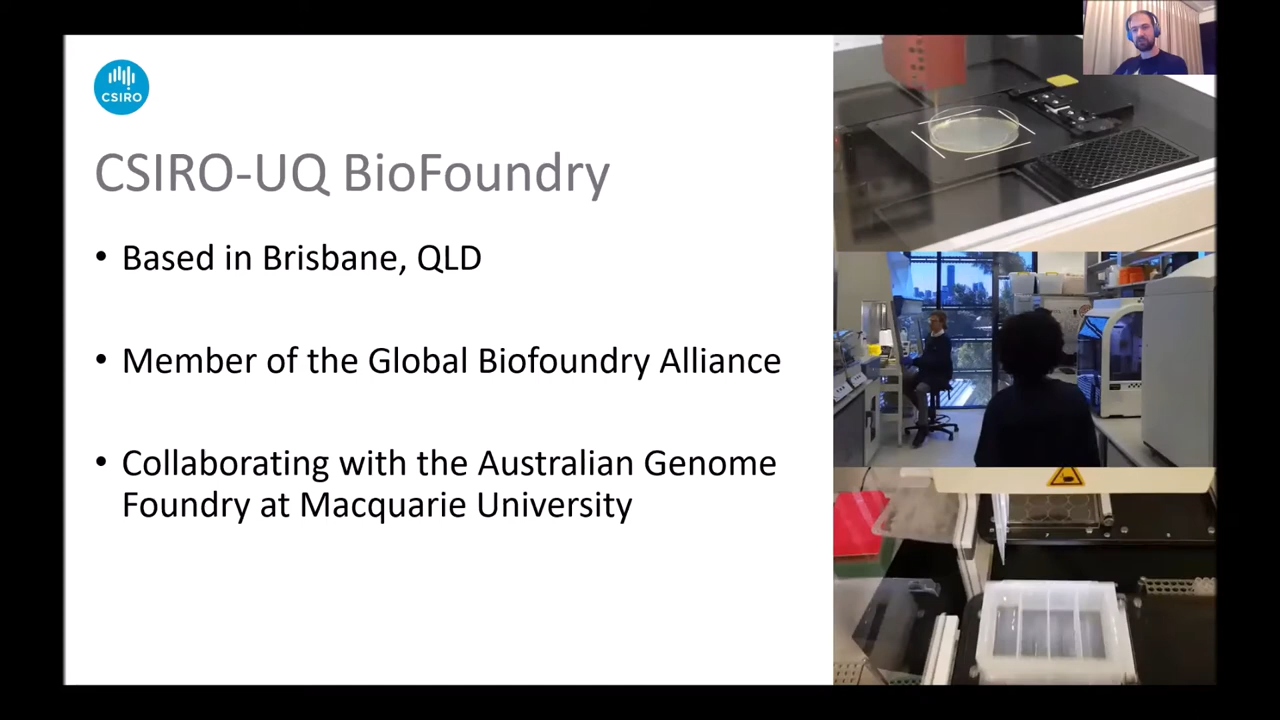 CSIRO
CSIRO-UQ BioFoundry
• Based in Brisbane, QLD
• Member of the Global Biofoundry Alliance
• Collaborating with the Australian Genome
Foundry at Macquarie University